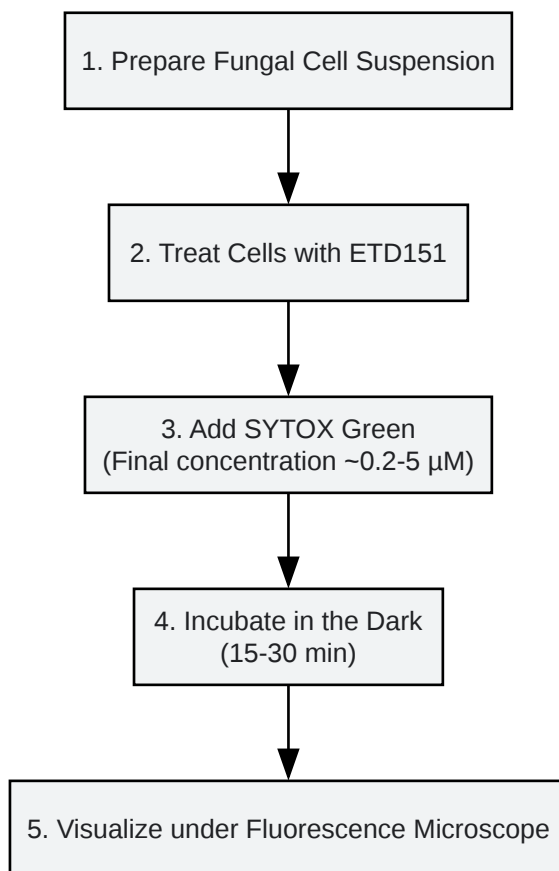 1. Prepare Fungal Cell Suspension
2. Treat Cells with ETD151
3. Add SYTOX Green
(Final concentration ~0.2-5 µM)
4. Incubate in the Dark
(15-30 min)
5. Visualize under Fluorescence Microscope